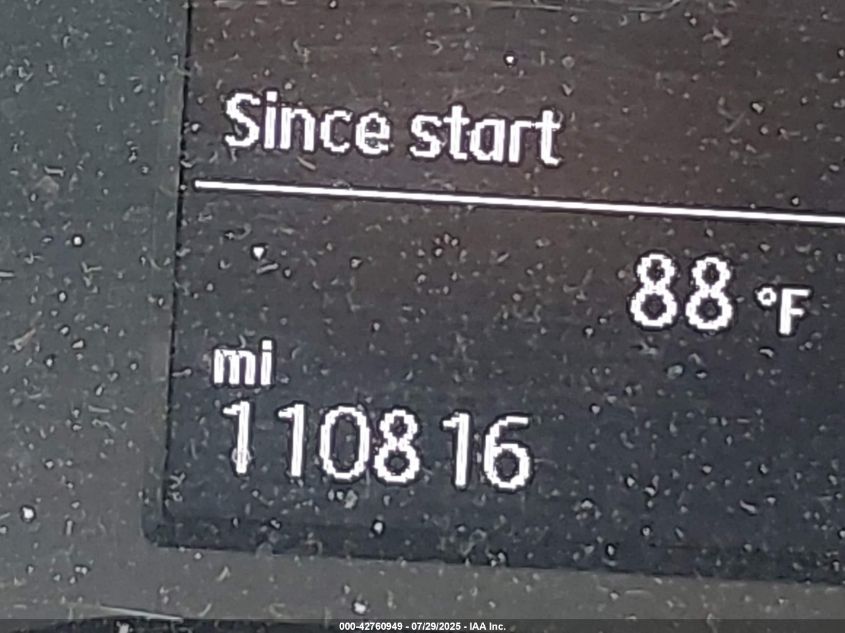 Since start
88 °F
mi
110816
000-42760949 - 07/29/2025 - IAA Inc.